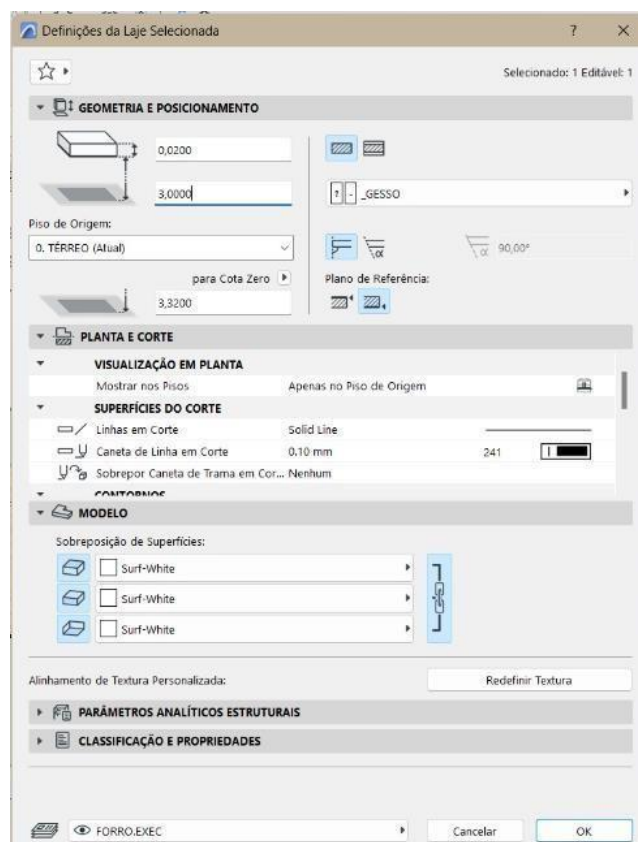 Definições da Laje Selecionada
?
Selecionado: 1 Editável: 1
GEOMETRIA E POSICIONAMENTO
0,0200
3,0000
_GESSO
Piso de Origem:
0. TÉRREO (Atual)
α
α 90,00°
para Cota Zero
Plano de Referência:
3,3200
PLANTA E CORTE
VISUALIZAÇÃO EM PLANTA
Mostrar nos Pisos Apenas no Piso de Origem
SUPERFÍCIES DO CORTE
Linhas em Corte Solid Line
Caneta de Linha em Corte 0.10 mm 241
Sobrepor Caneta de Trama em Cor... Nenhum
CONTORNOS
MODELO
Sobreposição de Superfícies:
Surf-White
Surf-White
Surf-White
Alinhamento de Textura Personalizada: Redefinir Textura
PARÂMETROS ANALÍTICOS ESTRUTURAIS
CLASSIFICAÇÃO E PROPRIEDADES
FORRO.EXEC Cancelar OK